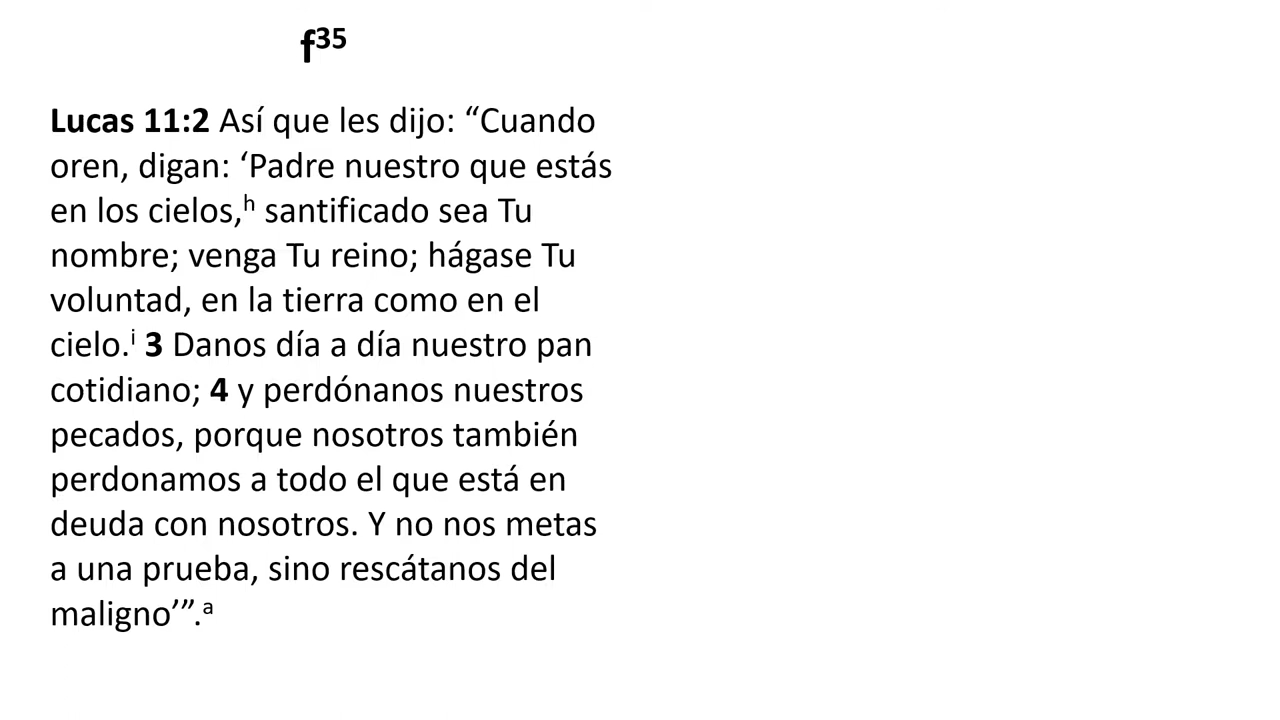 f³⁵
Lucas 11:2 Así que les dijo: “Cuando
oren, digan: ‘Padre nuestro que estás
en los cielos,ʰ santificado sea Tu
nombre; venga Tu reino; hágase Tu
voluntad, en la tierra como en el
cielo.ⁱ 3 Danos día a día nuestro pan
cotidiano; 4 y perdónanos nuestros
pecados, porque nosotros también
perdonamos a todo el que está en
deuda con nosotros. Y no nos metas
a una prueba, sino rescátanos del
maligno’”.ᵃ